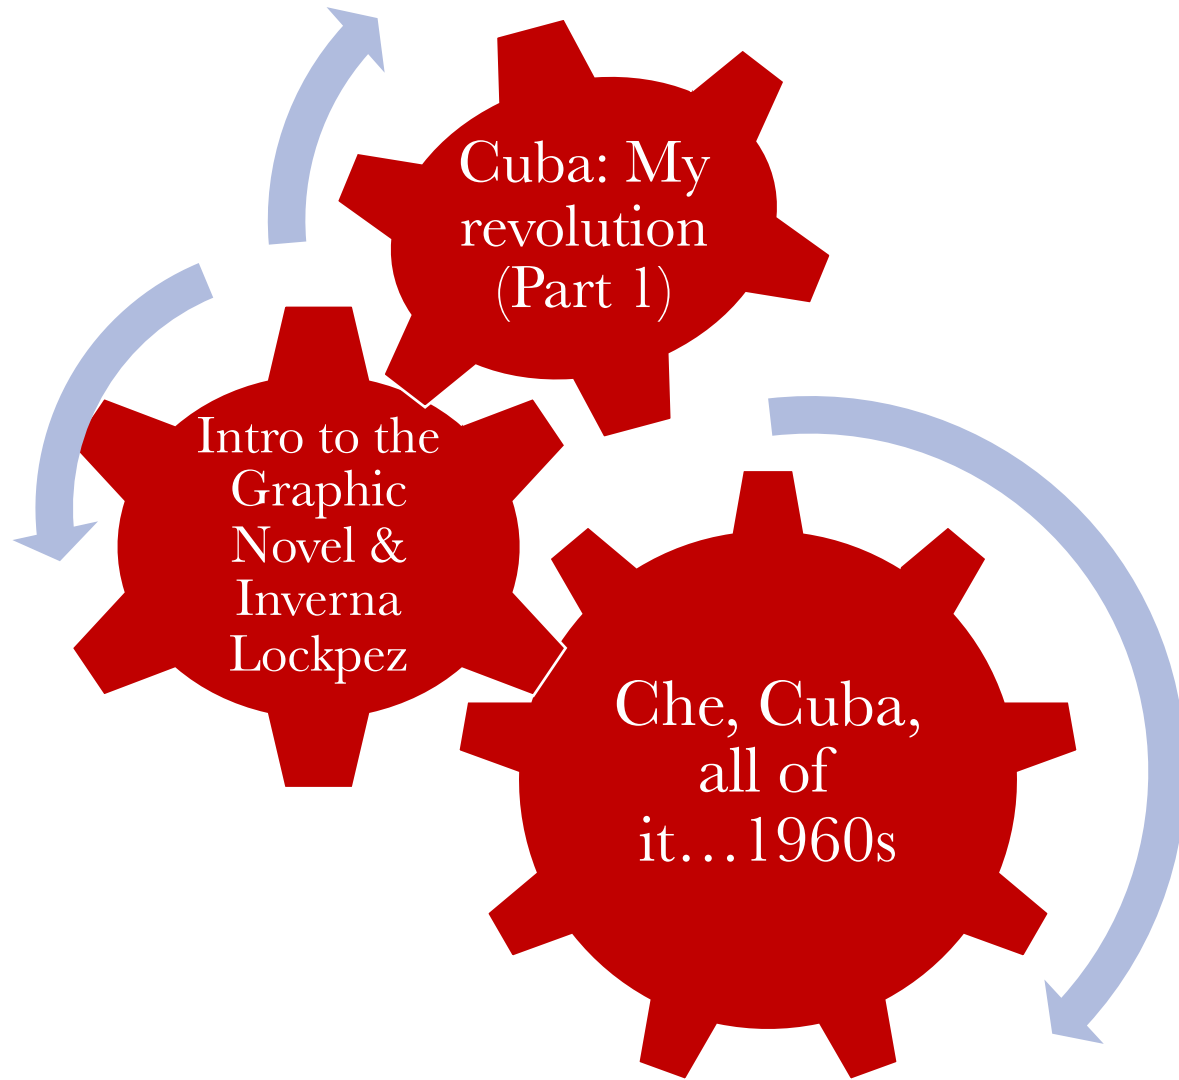 Cuba: My
revolution
(Part 1)
Intro to the
Graphic
Novel &
Inverna
Lockpez
Che, Cuba,
all of
it…1960s